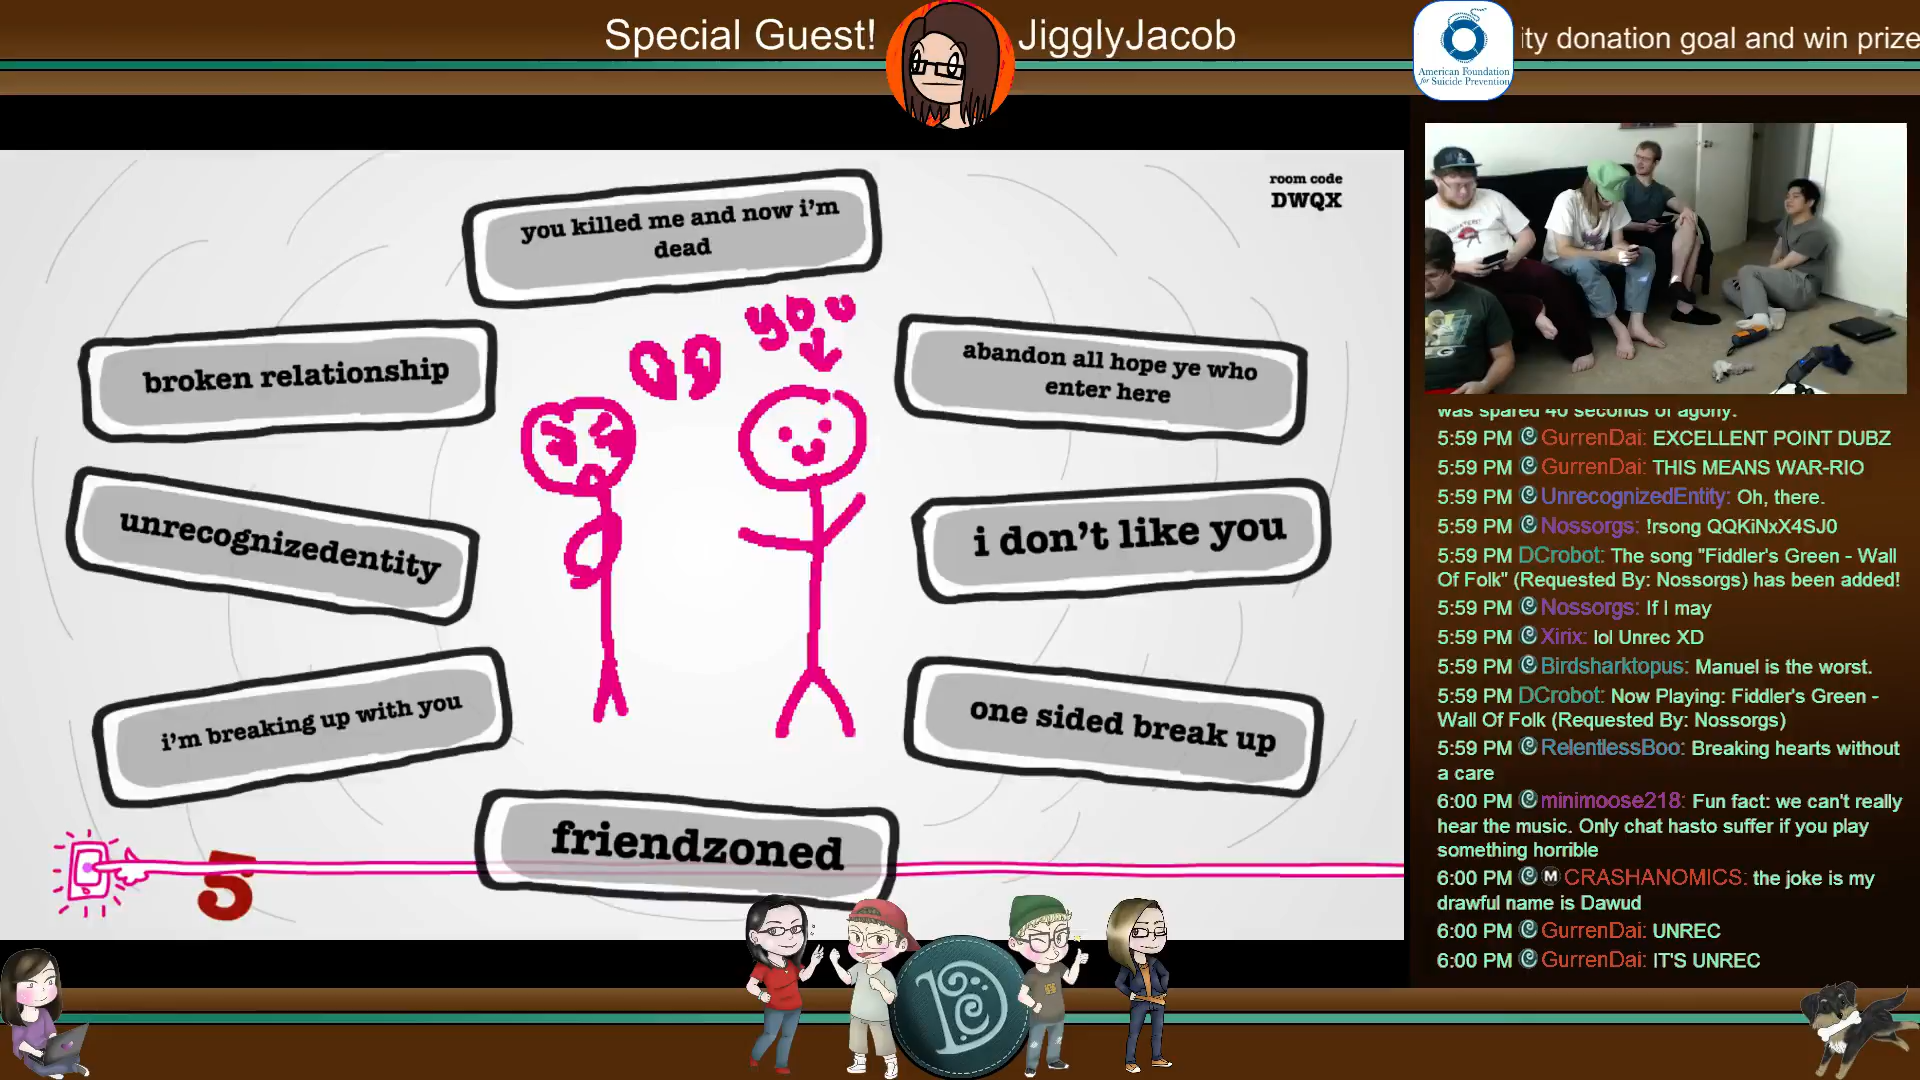 Special Guest! JigglyJacob
ity donation goal and win prize
American Foundation
for Suicide Prevention
room code
DWQX
you killed me and now i'm
dead
you
broken relationship
abandon all hope ye who
enter here
unrecognizedentity
i don't like you
i'm breaking up with you
one sided break up
friendzoned
5
was spared 40 seconds of agony.
5:59 PM GurrenDai: EXCELLENT POINT DUBZ
5:59 PM GurrenDai: THIS MEANS WAR-RIO
5:59 PM UnrecognizedEntity: Oh, there.
5:59 PM Nossorgs: !rsong QQKiNxX4SJ0
5:59 PM DCrobot: The song "Fiddler's Green - Wall
Of Folk" (Requested By: Nossorgs) has been added!
5:59 PM Nossorgs: If I may
5:59 PM Xirix: lol Unrec XD
5:59 PM Birdsharktopus: Manuel is the worst.
5:59 PM DCrobot: Now Playing: Fiddler's Green -
Wall Of Folk (Requested By: Nossorgs)
5:59 PM RelentlessBoo: Breaking hearts without
a care
6:00 PM minimoose218: Fun fact: we can't really
hear the music. Only chat hasto suffer if you play
something horrible
6:00 PM M CRASHANOMICS: the joke is my
drawful name is Dawud
6:00 PM GurrenDai: UNREC
6:00 PM GurrenDai: IT'S UNREC